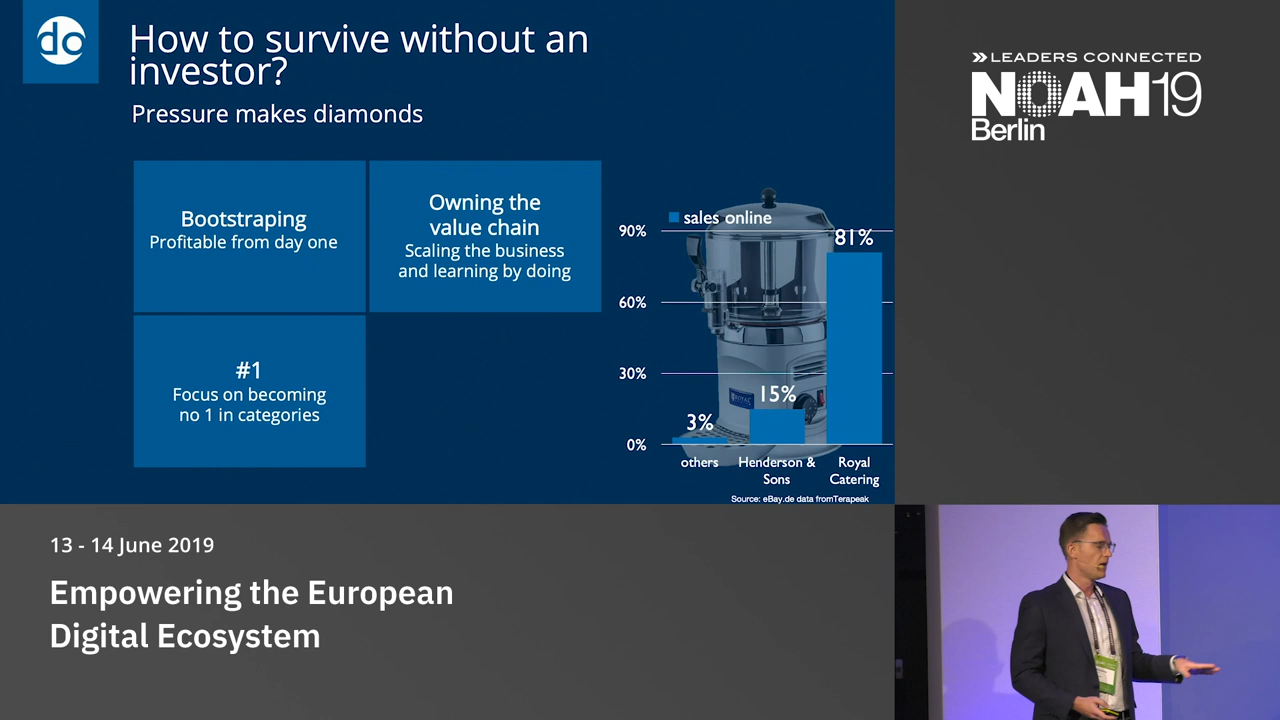 do
How to survive without an
investor?
Pressure makes diamonds
Bootstraping
Profitable from day one
Owning the
value chain
Scaling the business
and learning by doing
#1
Focus on becoming
no 1 in categories
sales online
90%
60%
30%
0%
81%
15%
3%
others
Henderson &
Sons
Royal
Catering
Source: eBay.de data fromTerapeak
LEADERS CONNECTED
NOAH19
Berlin
13 - 14 June 2019
Empowering the European
Digital Ecosystem